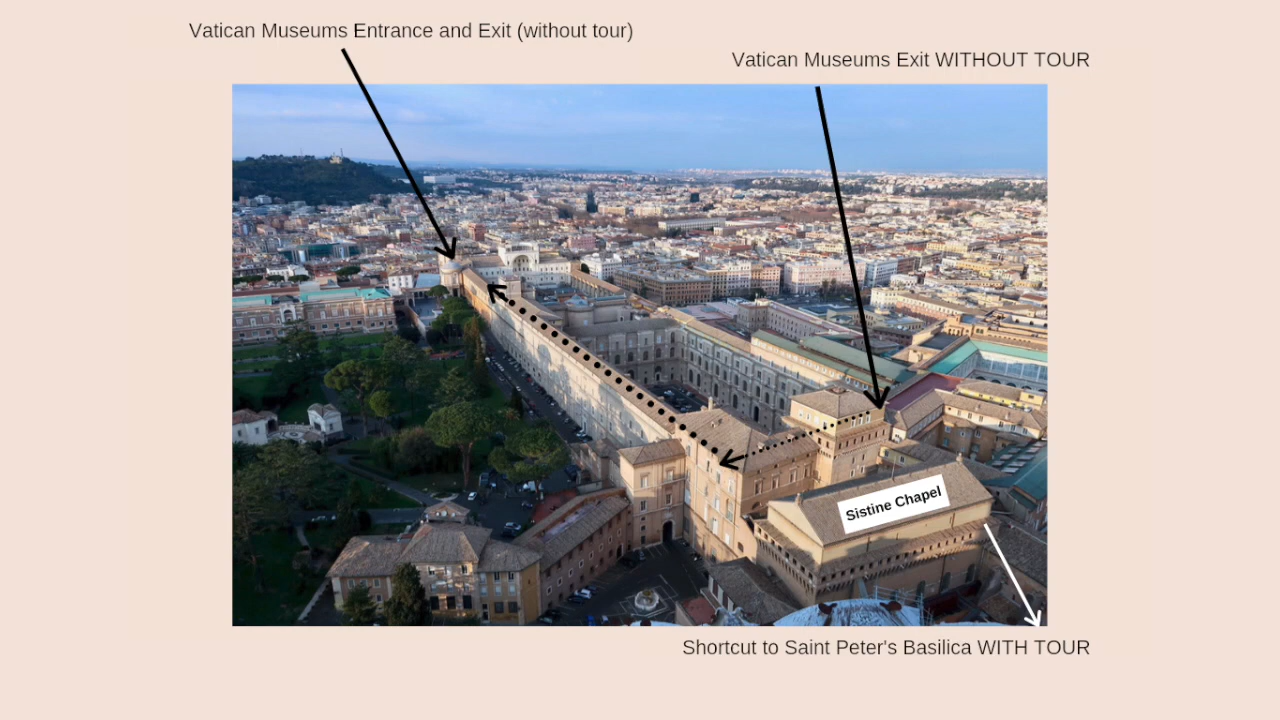 Vatican Museums Entrance and Exit (without tour)
Vatican Museums Exit WITHOUT TOUR
Sistine Chapel
Shortcut to Saint Peter's Basilica WITH TOUR